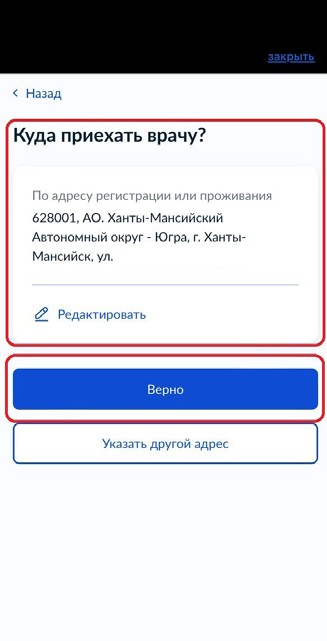 закрыть
Назад
Куда приехать врачу?
По адресу регистрации или проживания
628001, АО. Ханты-Мансийский
Автономный округ - Югра, г. Ханты-
Мансийск, ул.
Редактировать
Верно
Указать другой адрес